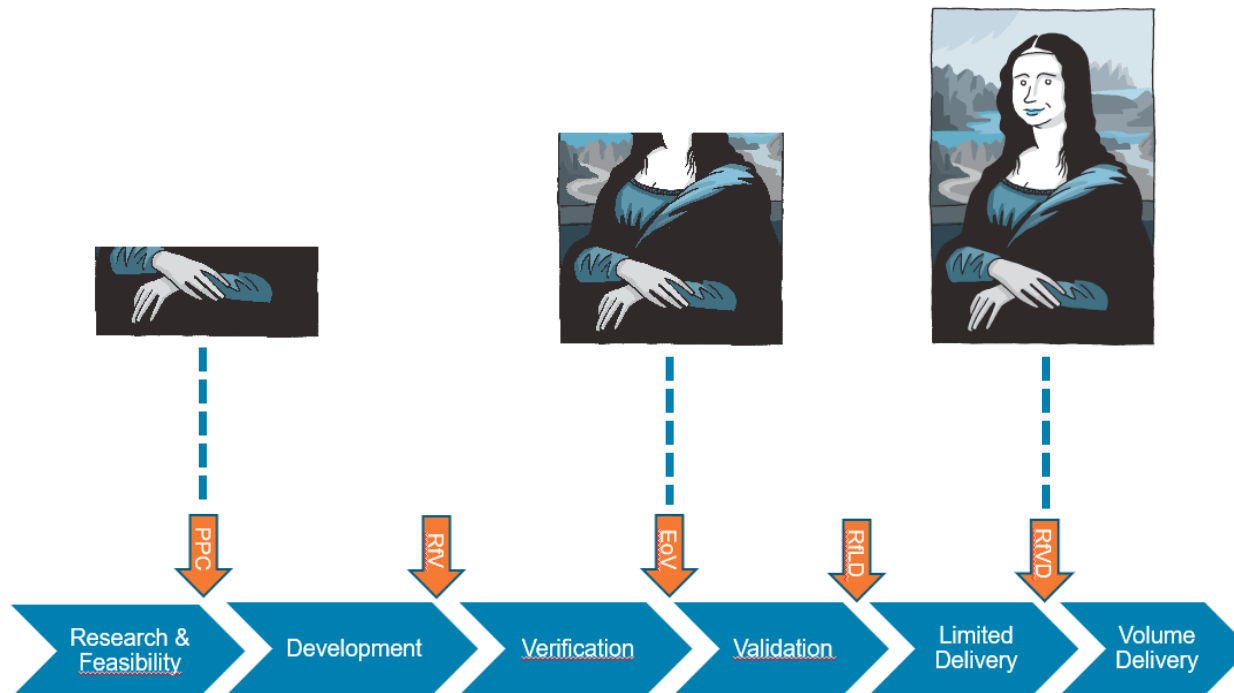 PPC
RfV
EoV
RfLD
RfVD
Research &
Feasibility
Development
Verification
Validation
Limited
Delivery
Volume
Delivery